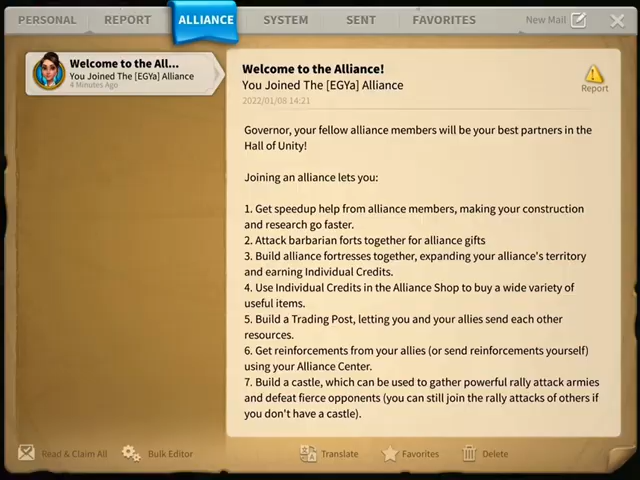 PERSONAL REPORT ALLIANCE SYSTEM SENT FAVORITES New Mail
Welcome to the All...
You Joined The [EGYa] Alliance
4 Minutes Ago
Welcome to the Alliance!
You Joined The [EGYa] Alliance
2022/01/08 14:21
Report
Governor, your fellow alliance members will be your best partners in the
Hall of Unity!
Joining an alliance lets you:
1. Get speedup help from alliance members, making your construction
and research go faster.
2. Attack barbarian forts together for alliance gifts
3. Build alliance fortresses together, expanding your alliance's territory
and earning Individual Credits.
4. Use Individual Credits in the Alliance Shop to buy a wide variety of
useful items.
5. Build a Trading Post, letting you and your allies send each other
resources.
6. Get reinforcements from your allies (or send reinforcements yourself)
using your Alliance Center.
7. Build a castle, which can be used to gather powerful rally attack armies
and defeat fierce opponents (you can still join the rally attacks of others if
you don't have a castle).
Read & Claim All Bulk Editor Translate Favorites Delete